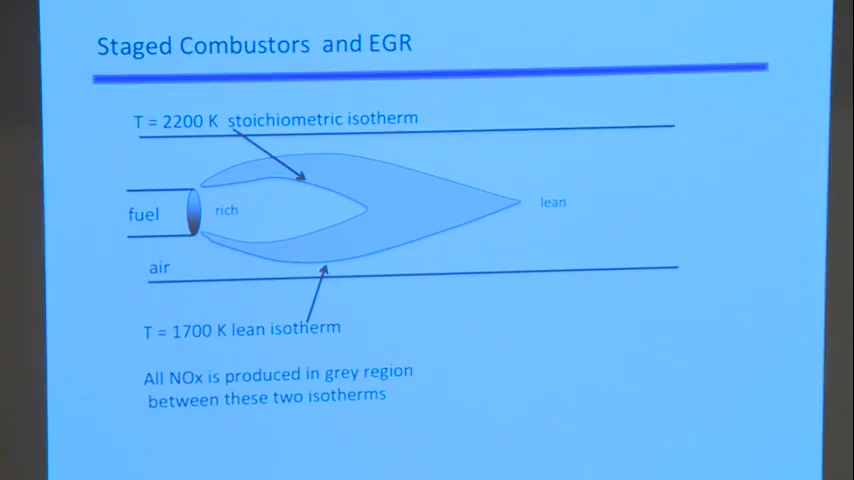 Staged Combustors and EGR
T = 2200 K stoichiometric isotherm
fuel
rich
lean
air
T = 1700 K lean isotherm
All NOx is produced in grey region
between these two isotherms